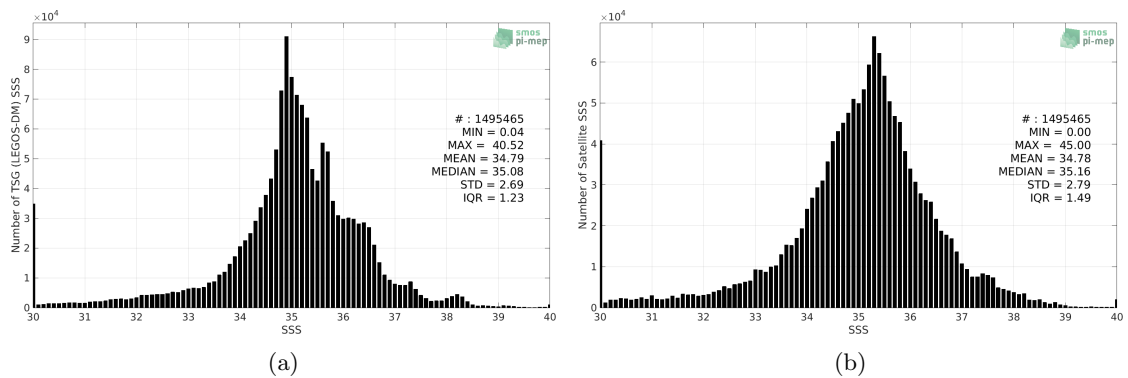 ×10⁴
9
8
7
6
5
4
3
2
1
0
Number of TSG (LEGOS-DM) SSS
30 31 32 33 34 35 36 37 38 39 40
SSS
smos
pi-mep
# : 1495465
MIN = 0.04
MAX = 40.52
MEAN = 34.79
MEDIAN = 35.08
STD = 2.69
IQR = 1.23
(a)
×10⁴
6
5
4
3
2
1
0
Number of Satellite SSS
30 31 32 33 34 35 36 37 38 39 40
SSS
smos
pi-mep
# : 1495465
MIN = 0.00
MAX = 45.00
MEAN = 34.78
MEDIAN = 35.16
STD = 2.79
IQR = 1.49
(b)